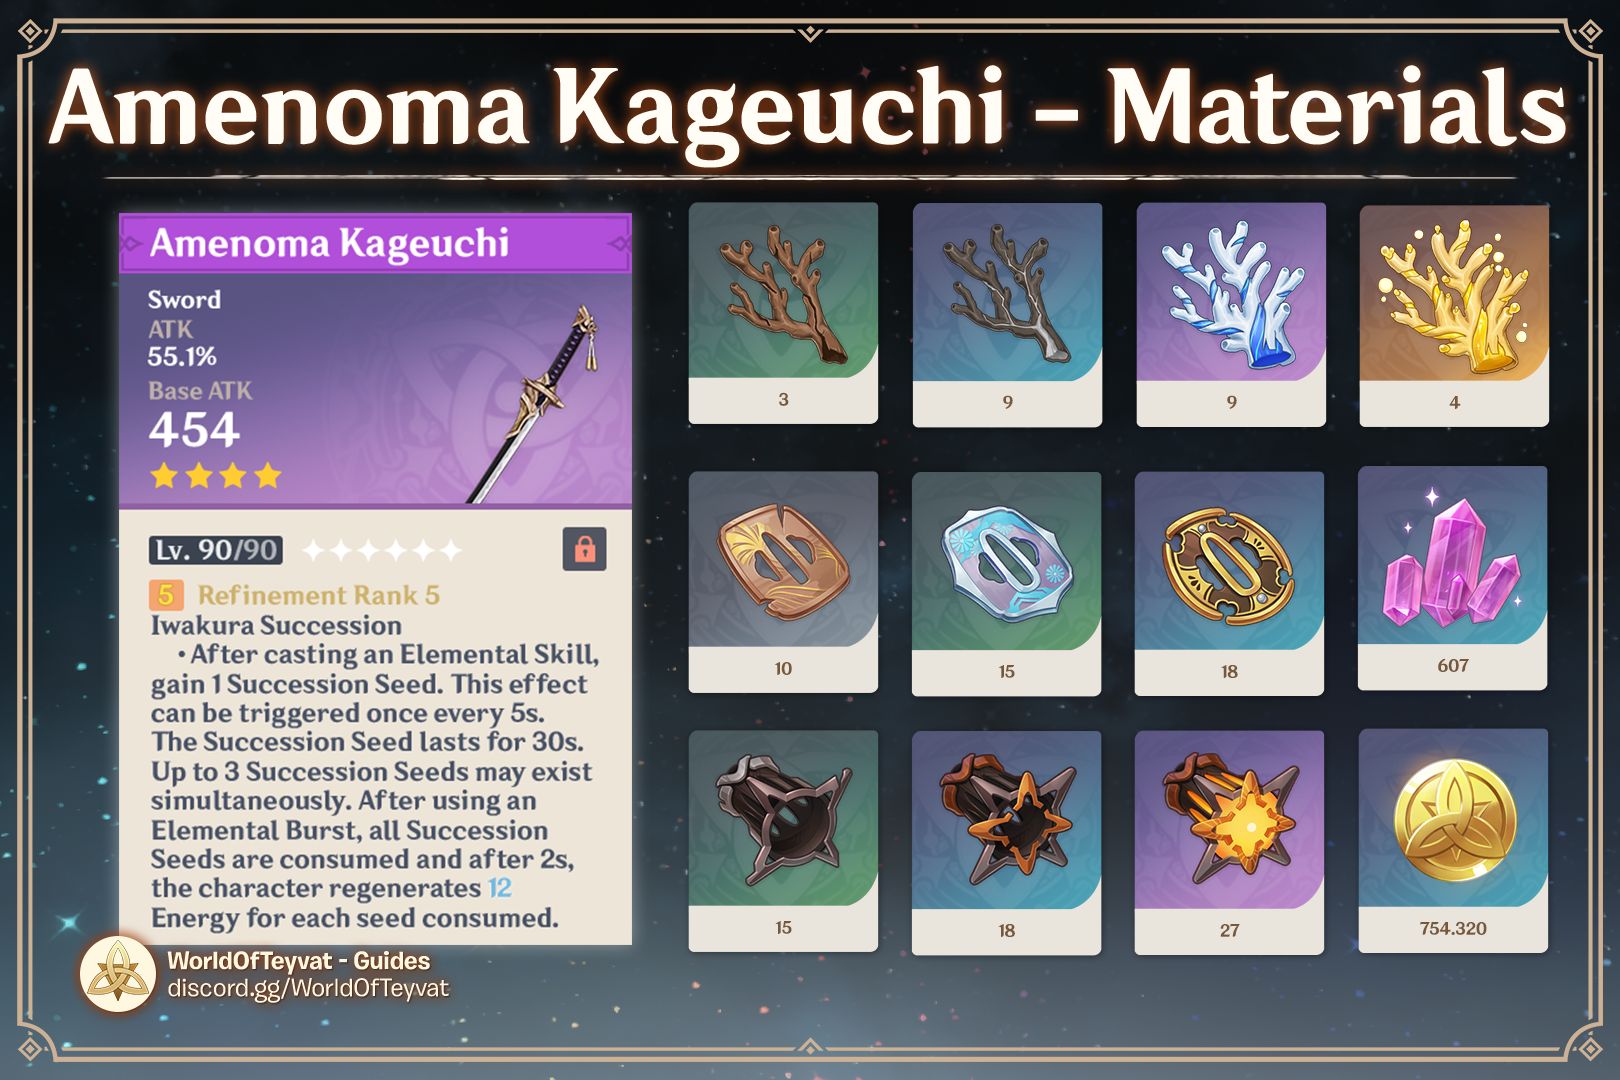 Amenoma Kageuchi – Materials
Amenoma Kageuchi
Sword
ATK
55.1%
Base ATK
454
Lv. 90/90
5 Refinement Rank 5
Iwakura Succession
• After casting an Elemental Skill,
gain 1 Succession Seed. This effect
can be triggered once every 5s.
The Succession Seed lasts for 30s.
Up to 3 Succession Seeds may exist
simultaneously. After using an
Elemental Burst, all Succession
Seeds are consumed and after 2s,
the character regenerates 12
Energy for each seed consumed.
3
9
9
4
10
15
18
607
15
18
27
754.320
WorldOfTeyvat - Guides
discord.gg/WorldOfTeyvat